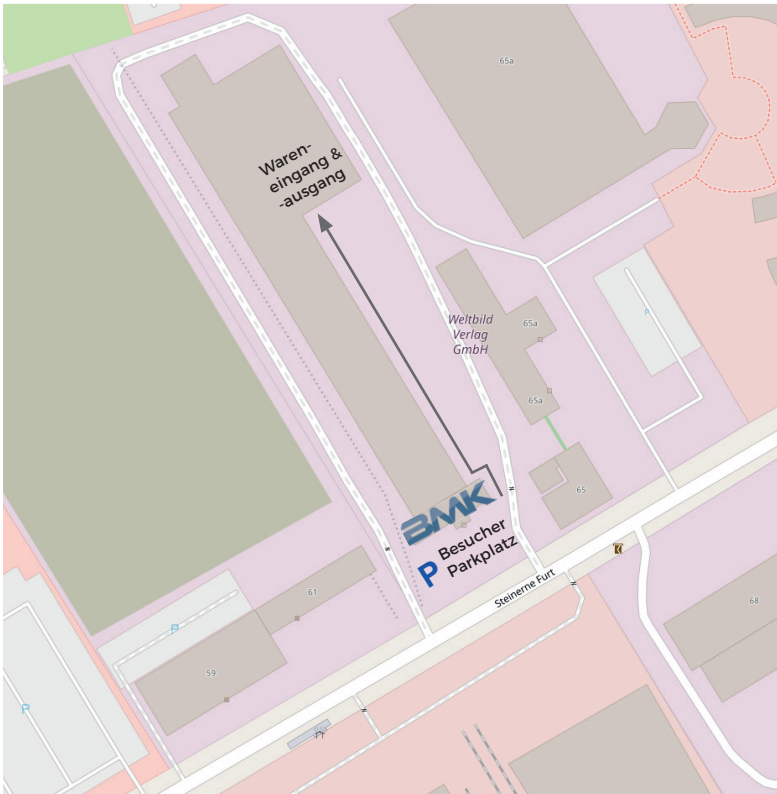 65a
Waren-
eingang &
-ausgang
P
Weltbild
Verlag
GmbH
65a
65a
65
BMK
P Besucher
Parkplatz
Steinerne Furt
61
68
P
59
P